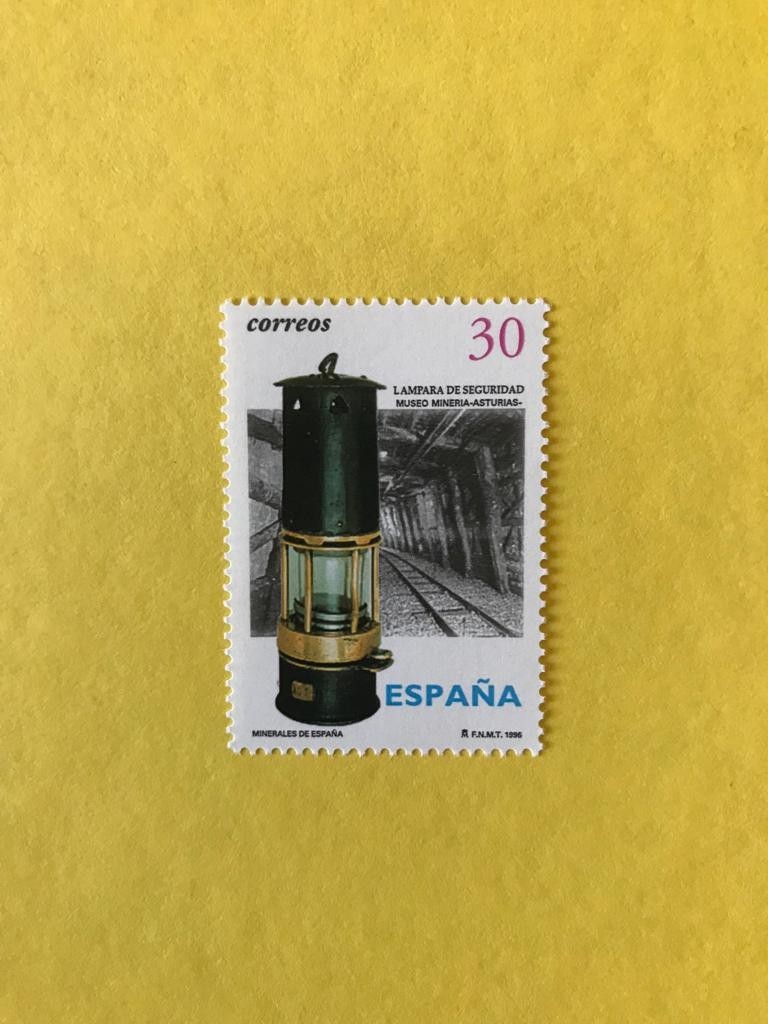 correos
30
LAMPARA DE SEGURIDAD
MUSEO MINERIA-ASTURIAS-
ESPAÑA
MINERALES DE ESPAÑA
F.N.M.T. 1996